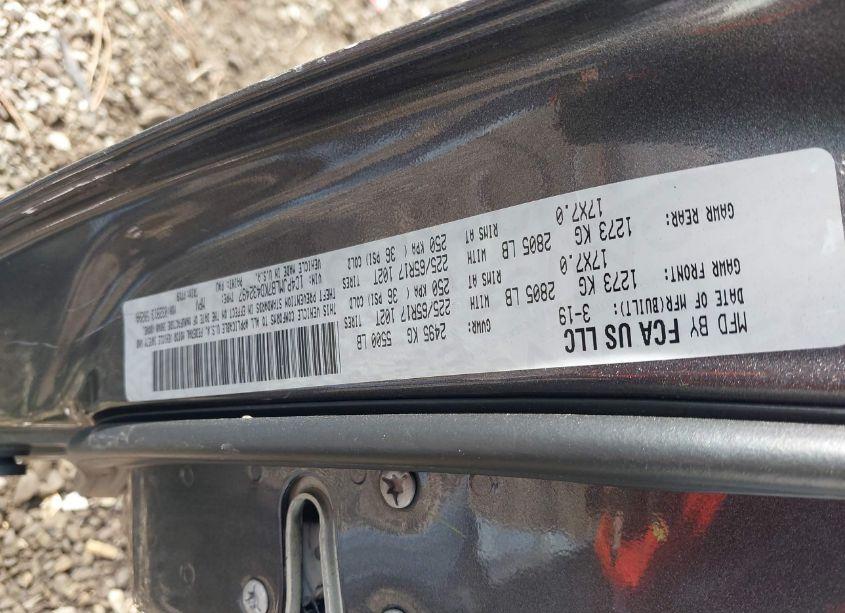 MFD BY FCA US LLC
DATE OF MFR(BUILT): 3-19
GVWR: 2495 KG 5500 LB
GAWR FRONT: 1273 KG 2805 LB WITH 225/65R17 102T TIRES
17X7.0 RIMS AT 250 KPA ( 36 PSI) COLD
GAWR REAR: 1273 KG 2805 LB WITH 225/65R17 102T TIRES
17X7.0 RIMS AT 250 KPA ( 36 PSI) COLD
THIS VEHICLE CONFORMS TO ALL APPLICABLE U.S.A. FEDERAL MOTOR VEHICLE SAFETY AND
THEFT PREVENTION STANDARDS IN EFFECT ON THE DATE OF MANUFACTURE SHOWN ABOVE.
VIN: TYPE: MPV
VEHICLE MADE IN U.S.A. PAINT: